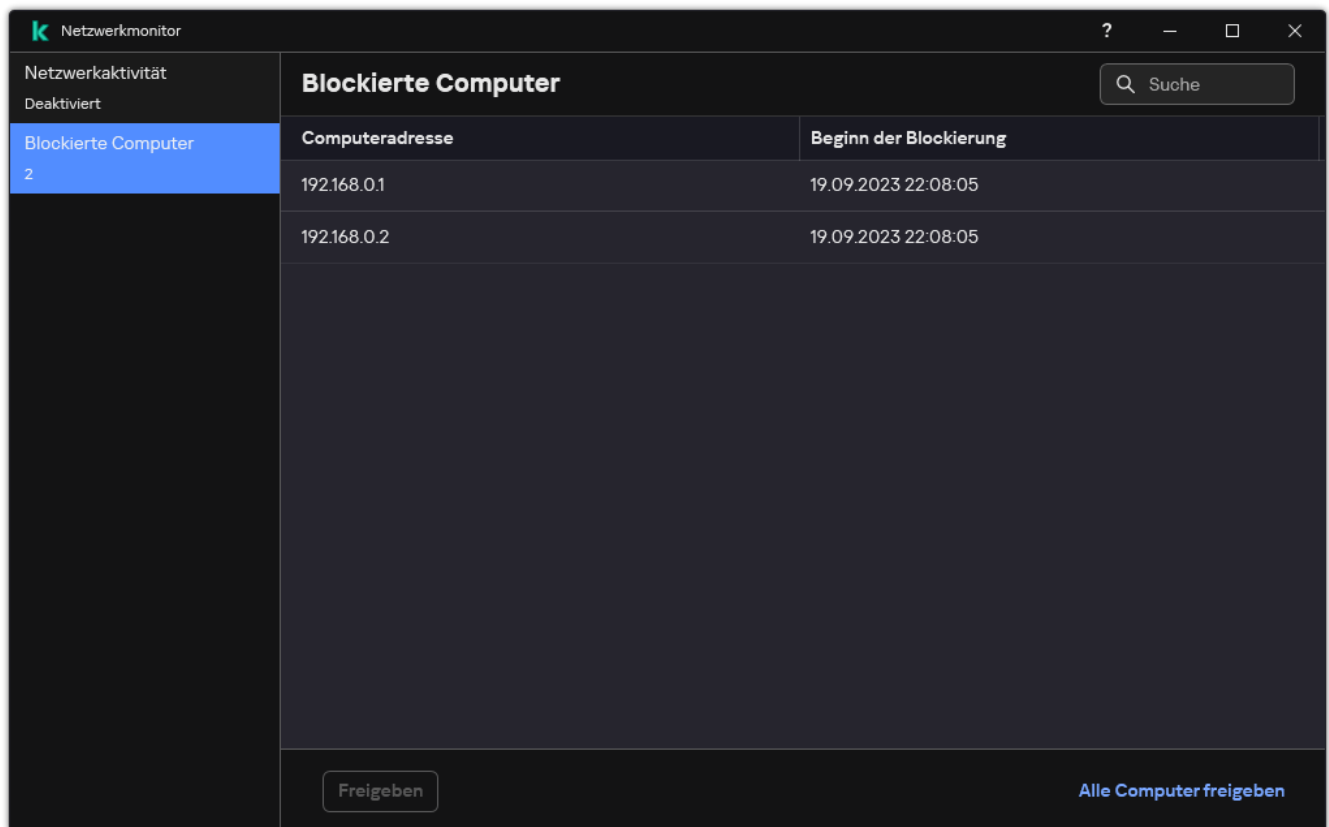 Netzwerkmonitor ?
Netzwerkaktivität
Deaktiviert
Blockierte Computer
2
Blockierte Computer
Suche
Computeradresse Beginn der Blockierung
192.168.0.1 19.09.2023 22:08:05
192.168.0.2 19.09.2023 22:08:05
Freigeben Alle Computer freigeben